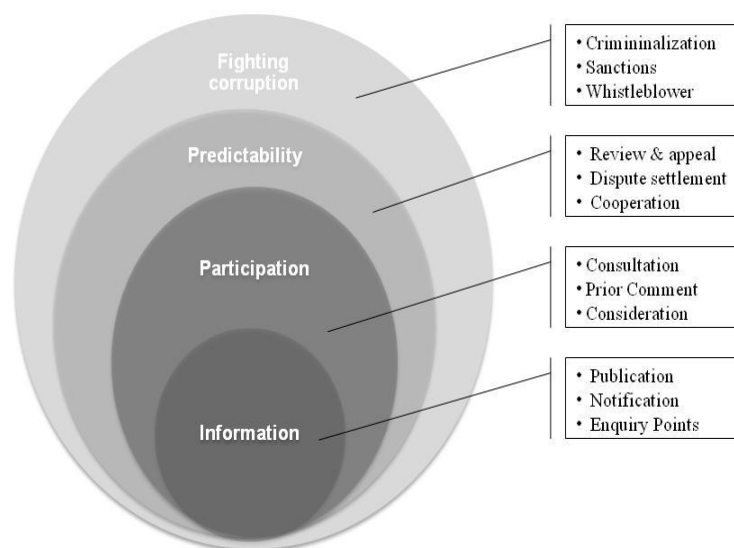 Fighting
corruption
• Crimininalization
• Sanctions
• Whistleblower
Predictability
• Review & appeal
• Dispute settlement
• Cooperation
Participation
• Consultation
• Prior Comment
• Consideration
Information
• Publication
• Notification
• Enquiry Points